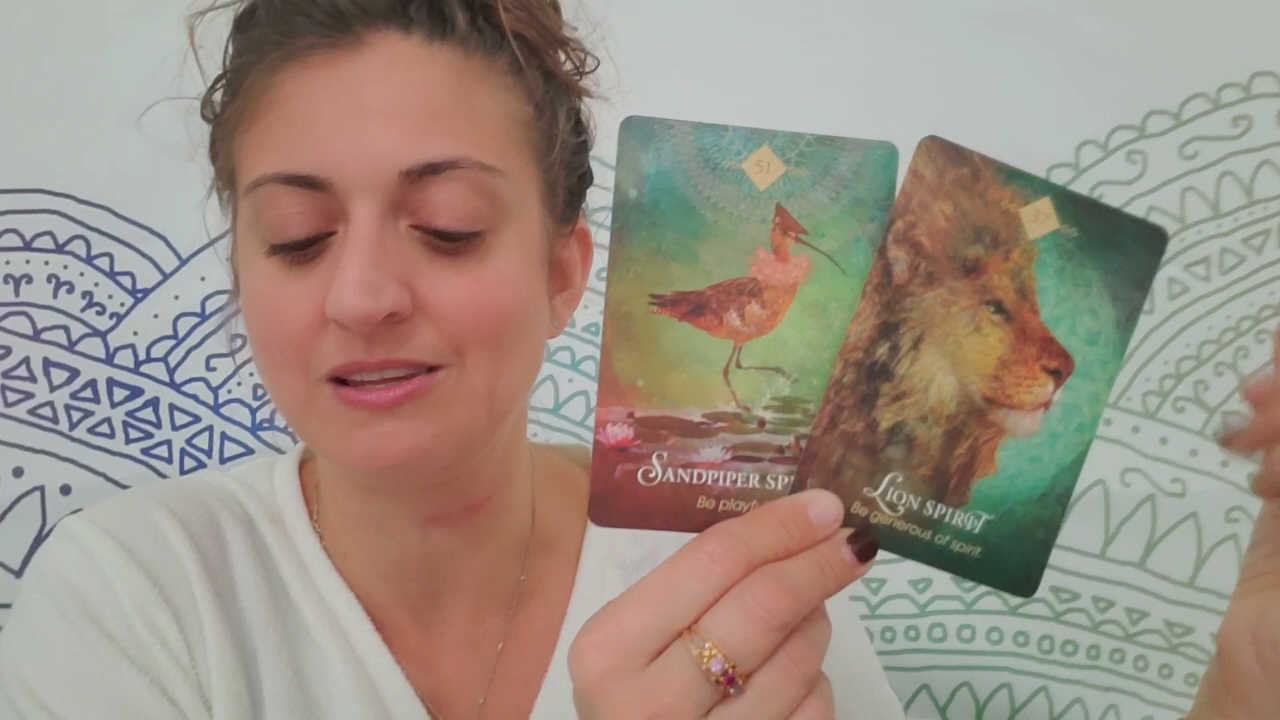 51
SANDPIPER SPI
Be playf
LION SPIRIT
Be generous of spirit.